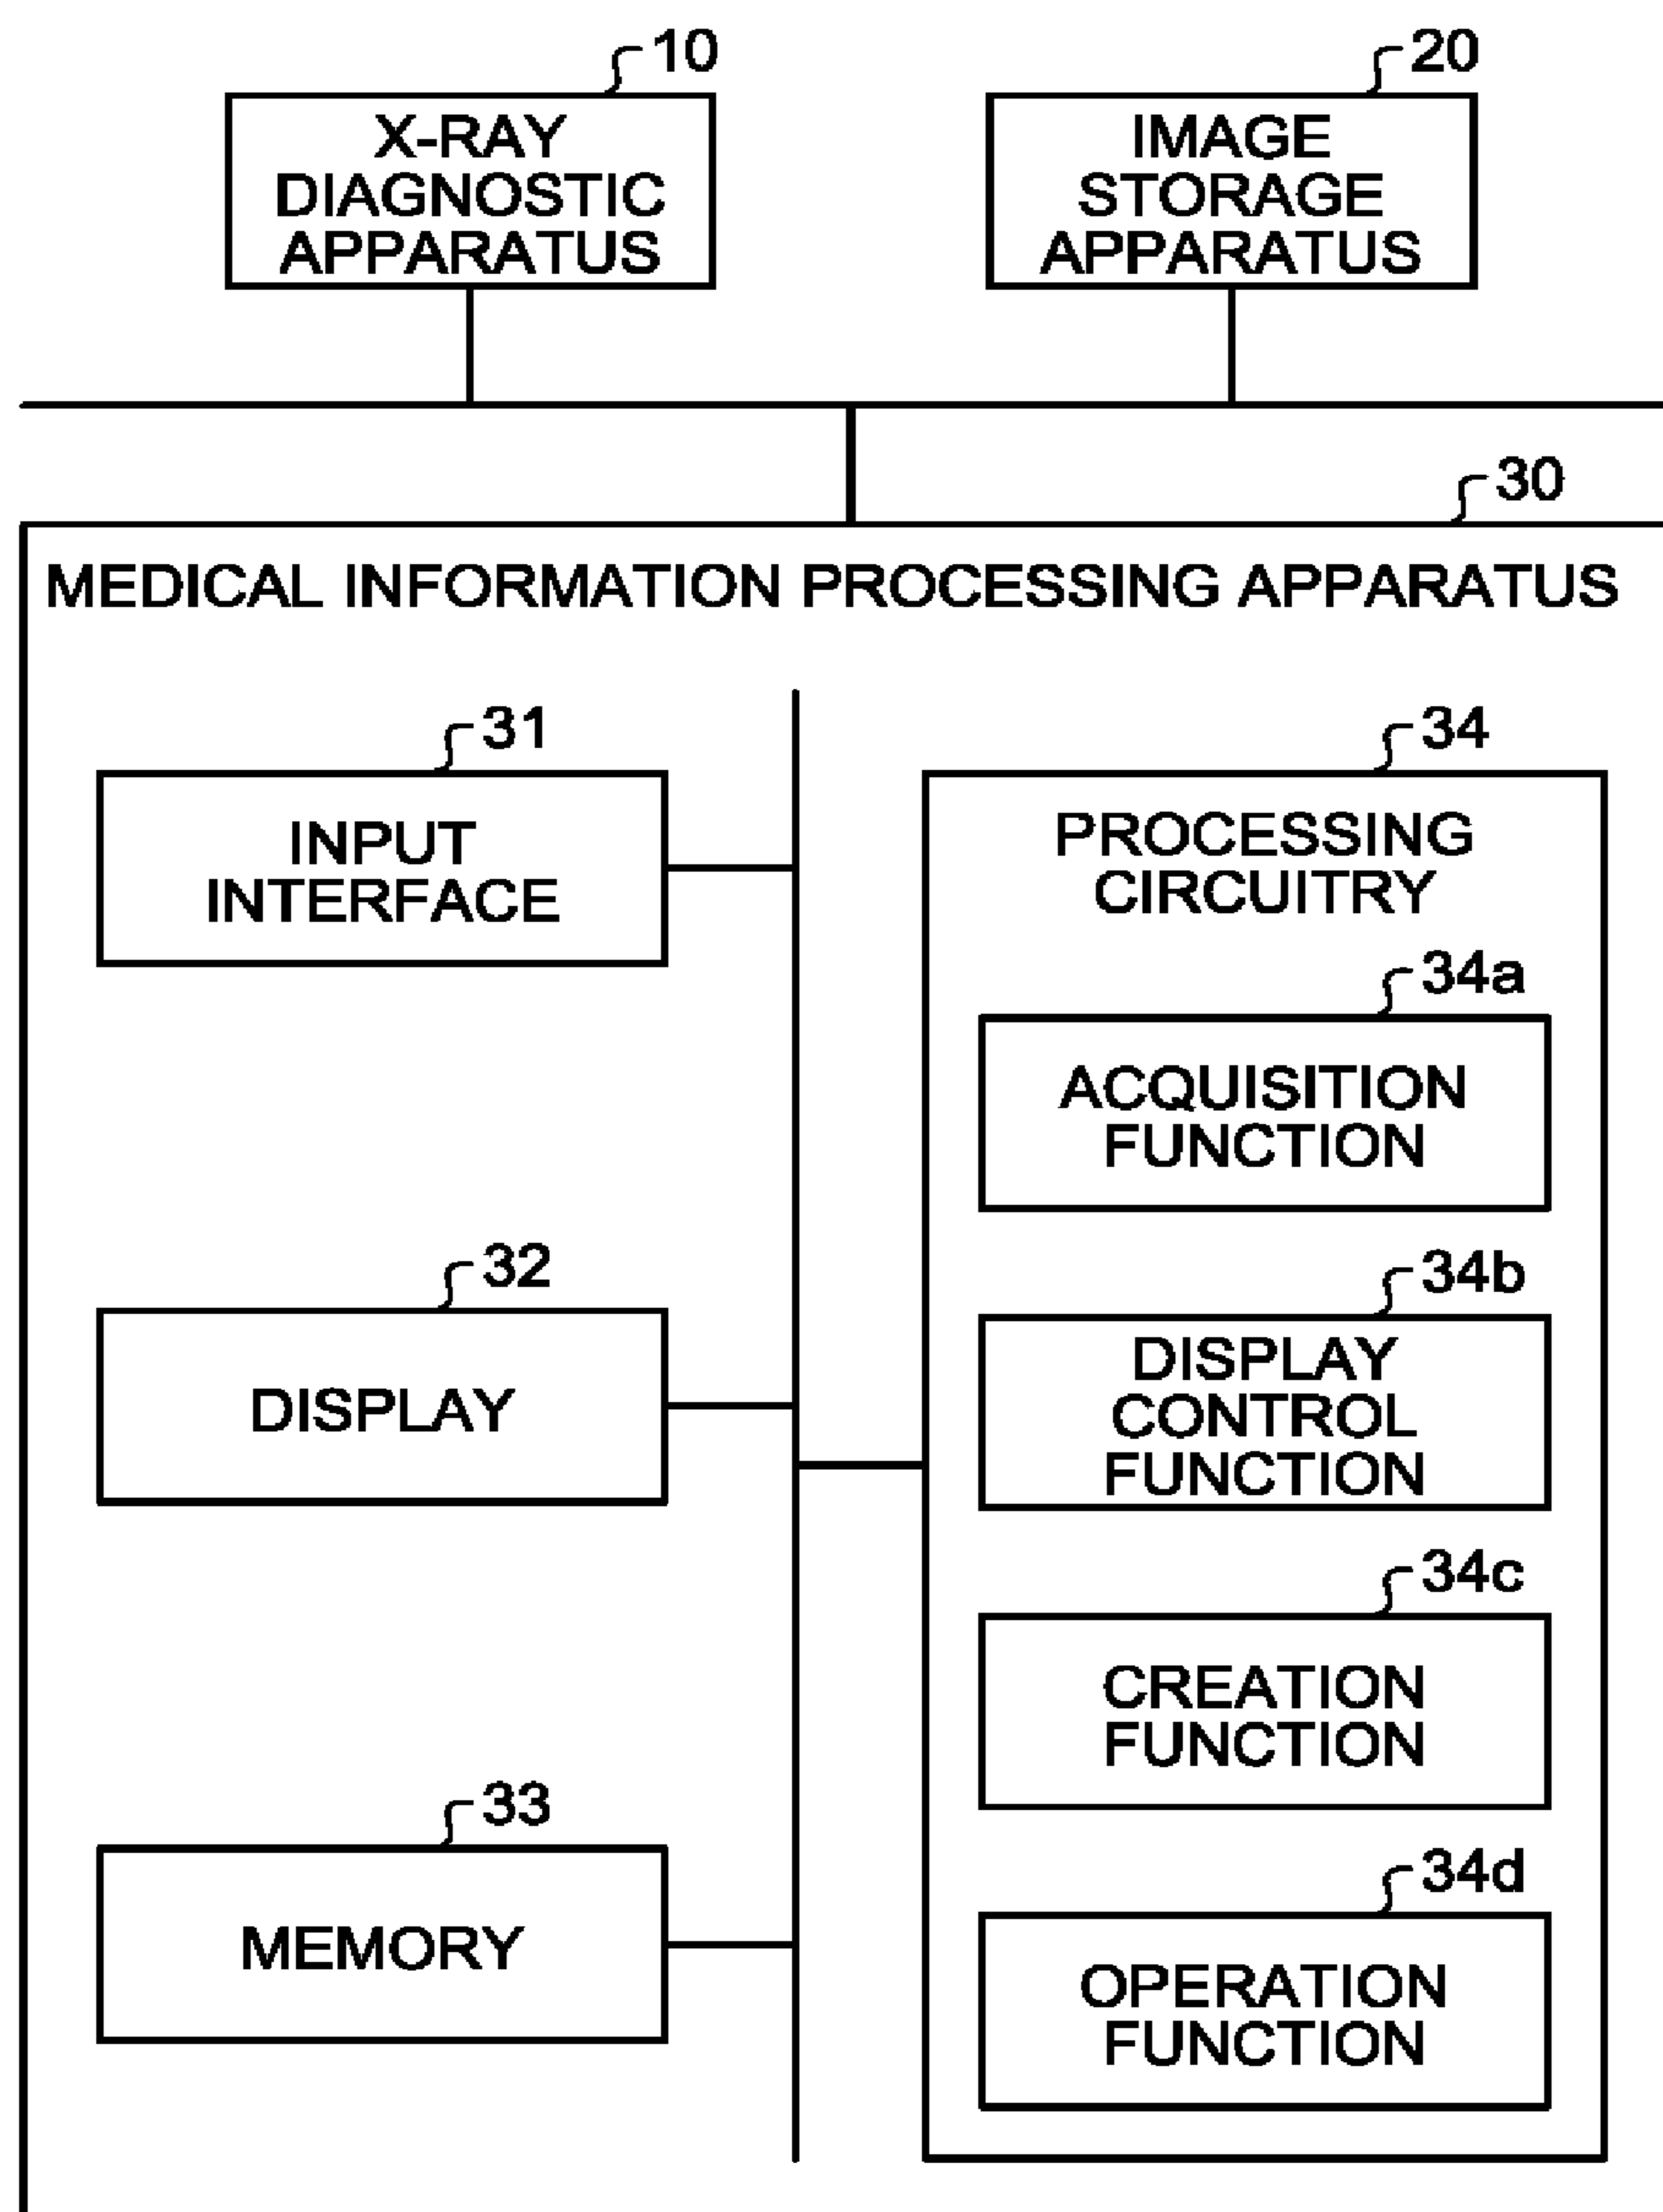 10
X-RAY
DIAGNOSTIC
APPARATUS
20
IMAGE
STORAGE
APPARATUS
30
MEDICAL INFORMATION PROCESSING APPARATUS
31
INPUT
INTERFACE
32
DISPLAY
33
MEMORY
34
PROCESSING
CIRCUITRY
34a
ACQUISITION
FUNCTION
34b
DISPLAY
CONTROL
FUNCTION
34c
CREATION
FUNCTION
34d
OPERATION
FUNCTION